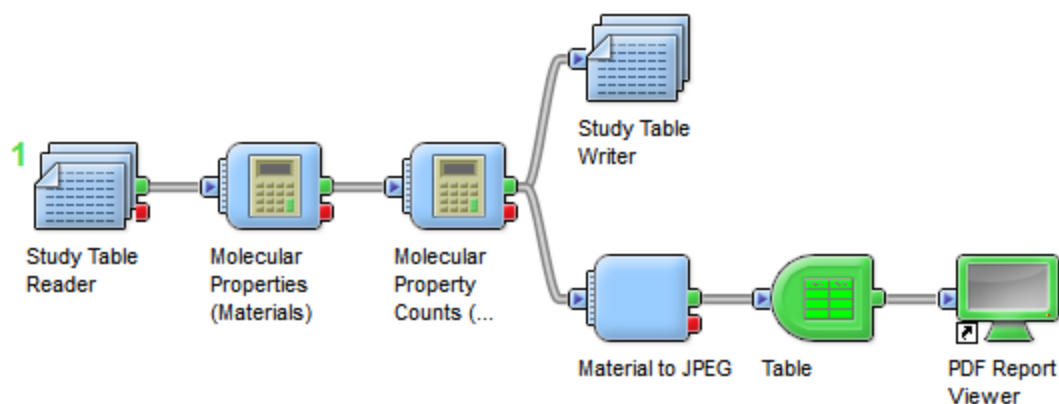 Study Table
Writer
1
Study Table
Reader
Molecular
Properties
(Materials)
Molecular
Property
Counts (...
Material to JPEG
Table
PDF Report
Viewer